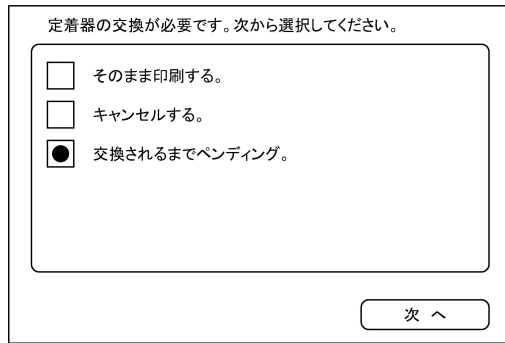 定着器の交換が必要です。次から選択してください。
そのまま印刷する。
キャンセルする。
交換されるまでペンディング。
次 へ